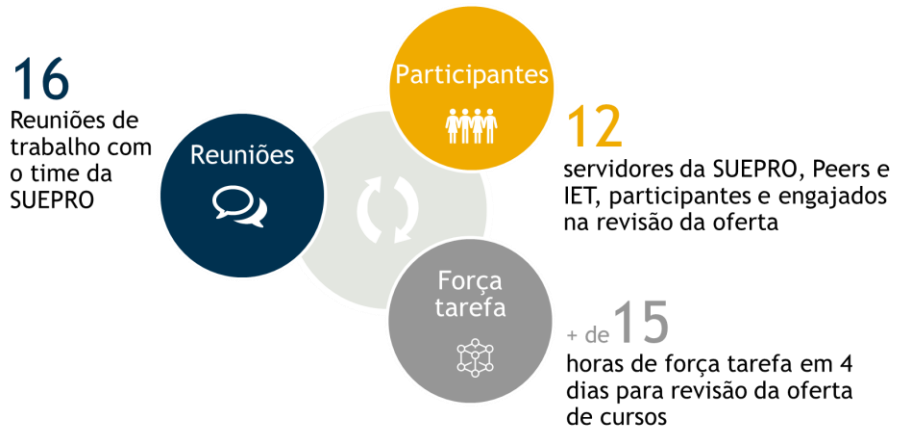 16
Reuniões de
trabalho com
o time da
SUEPRO
Reuniões
Participantes
12
servidores da SUEPRO, Peers e
IET, participantes e engajados
na revisão da oferta
Força
tarefa
+ de 15
horas de força tarefa em 4
dias para revisão da oferta
de cursos